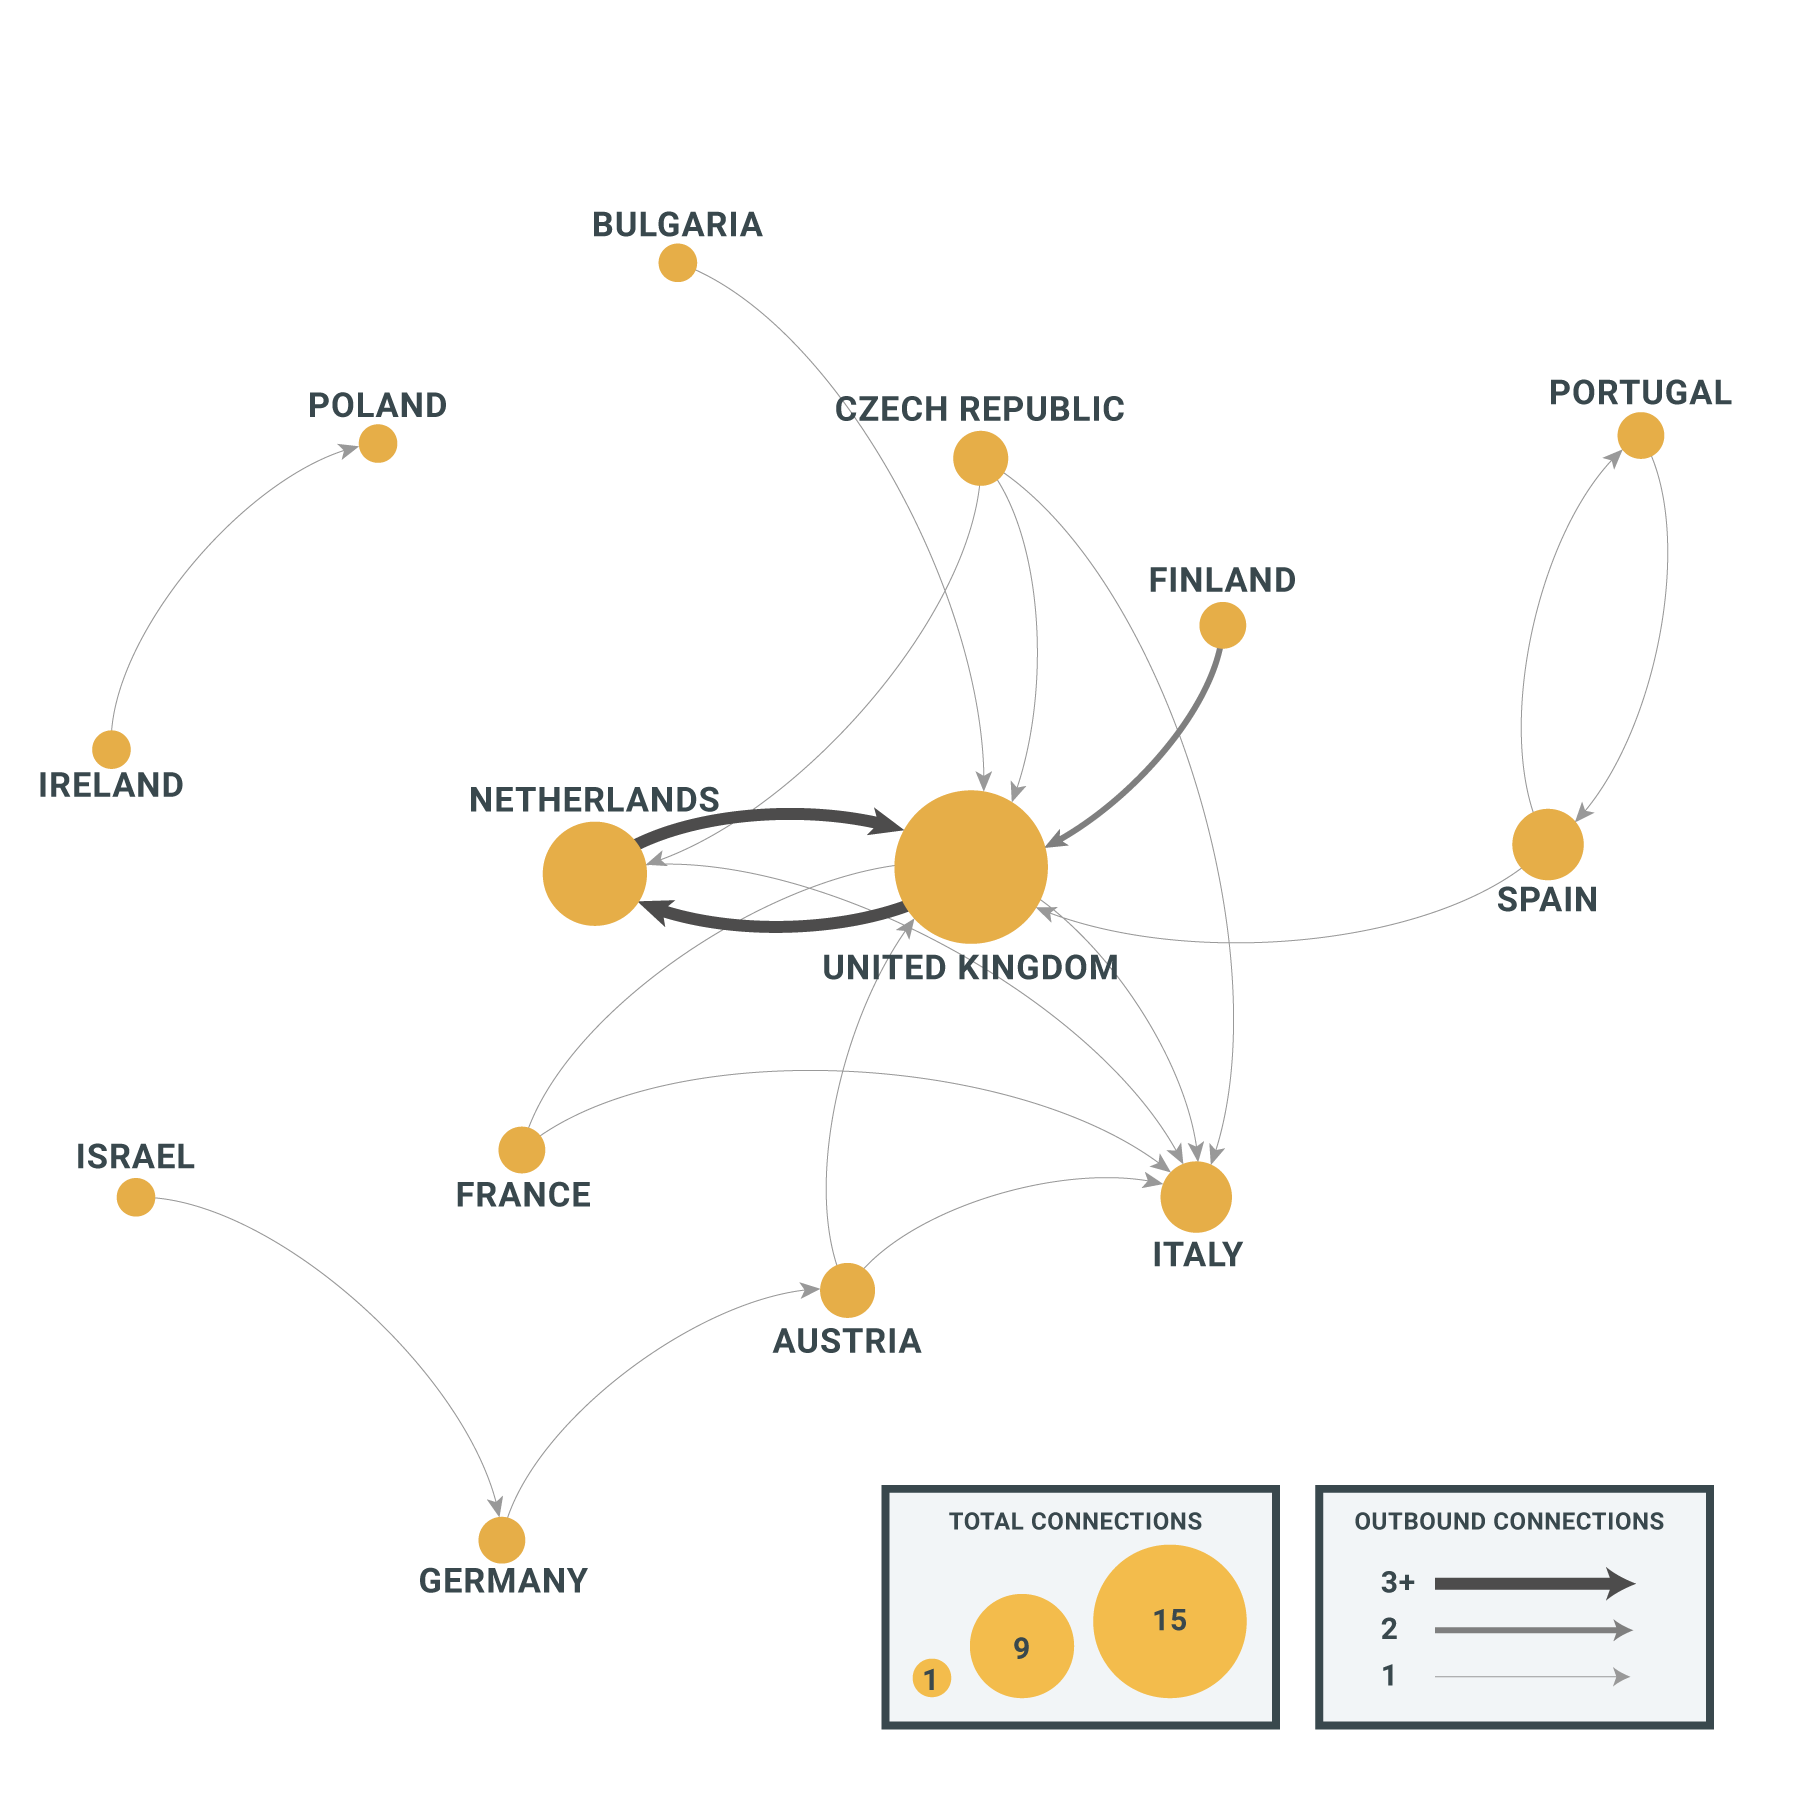 BULGARIA
POLAND
CZECH REPUBLIC
PORTUGAL
FINLAND
IRELAND
NETHERLANDS
SPAIN
UNITED KINGDOM
ISRAEL
FRANCE
ITALY
AUSTRIA
GERMANY
TOTAL CONNECTIONS
1
9
15
OUTBOUND CONNECTIONS
3+
2
1